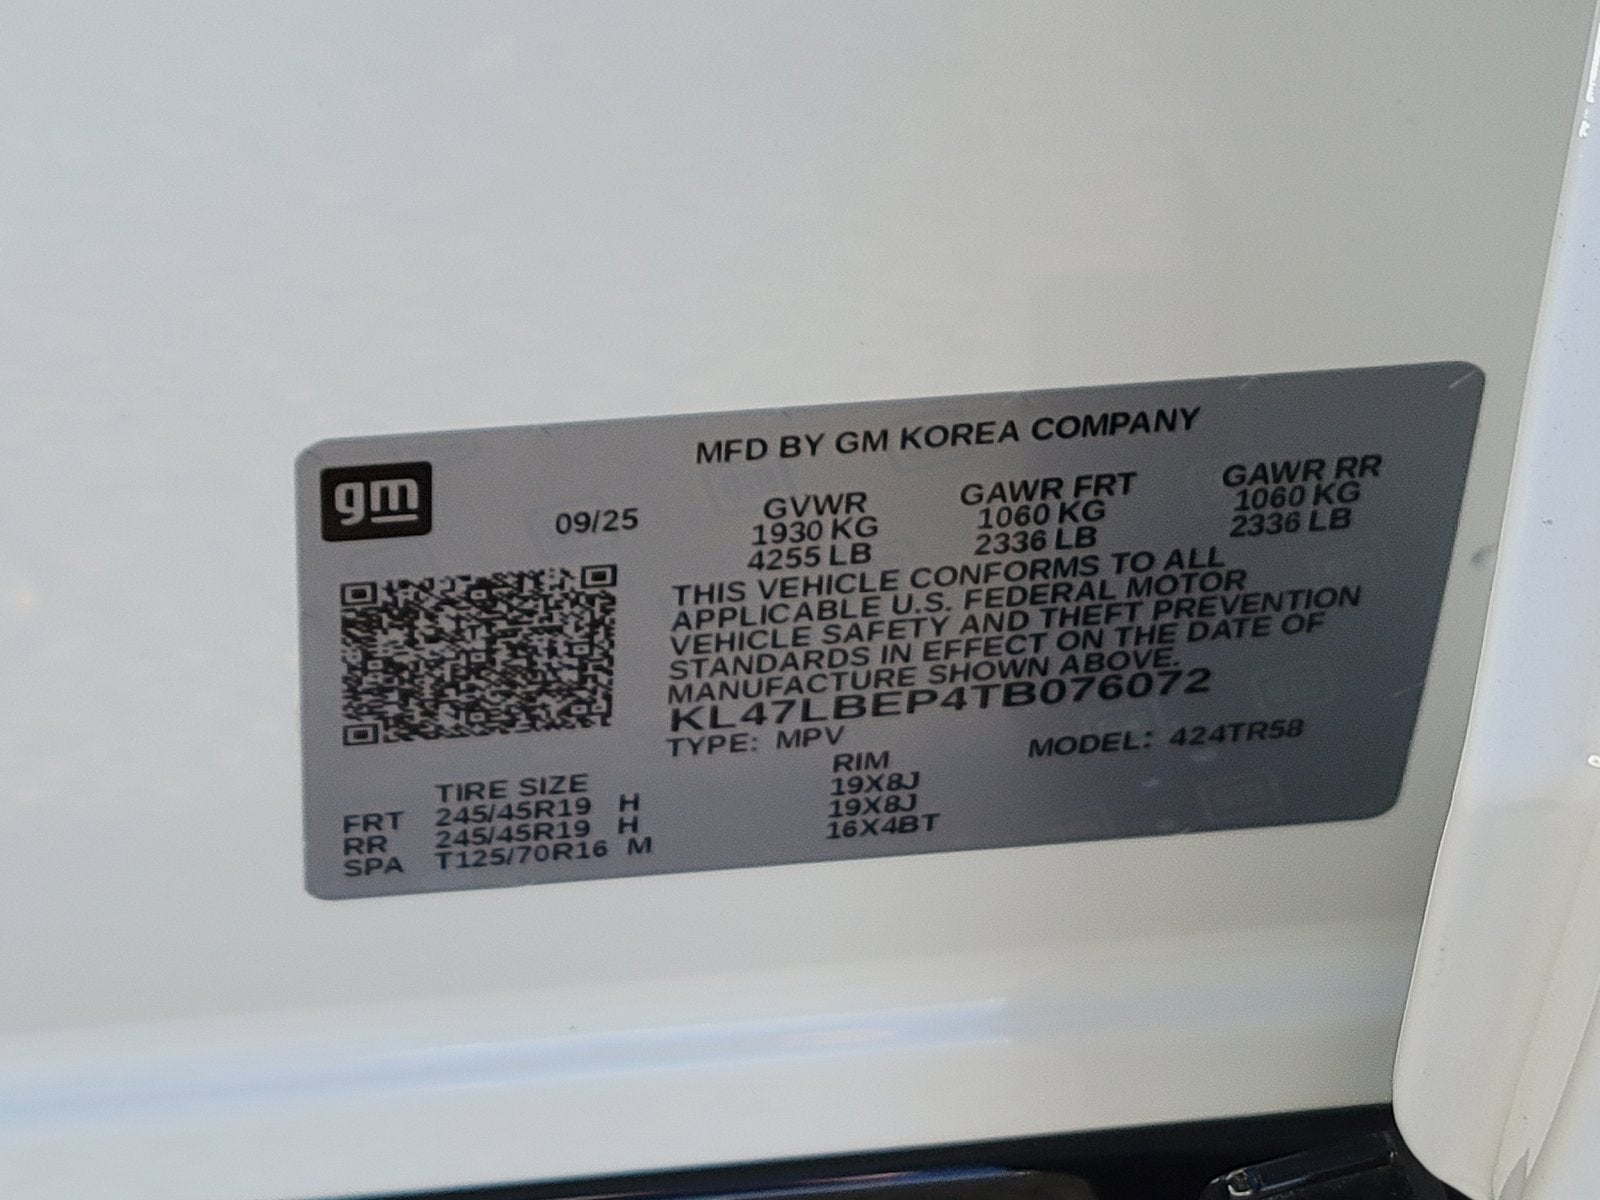 MFD BY GM KOREA COMPANY
gm
09/25
GVWR
1930 KG
4255 LB
GAWR FRT
1060 KG
2336 LB
GAWR RR
1060 KG
2336 LB
THIS VEHICLE CONFORMS TO ALL
APPLICABLE U.S. FEDERAL MOTOR
VEHICLE SAFETY AND THEFT PREVENTION
STANDARDS IN EFFECT ON THE DATE OF
MANUFACTURE SHOWN ABOVE.
KL47LBEP4TB076072
TYPE: MPV
MODEL: 424TR58
TIRE SIZE RIM
FRT 245/45R19 H 19X8J
RR 245/45R19 H 19X8J
SPA T125/70R16 M 16X4BT